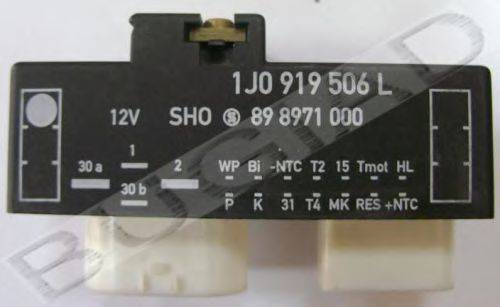 1J0 919 506 L
12V SHO 89 8971 000
1
30 a 2 WP Bi -NTC T2 15 Tmot HL
30 b
P K 31 T4 MK RES +NTC
BUGIAD